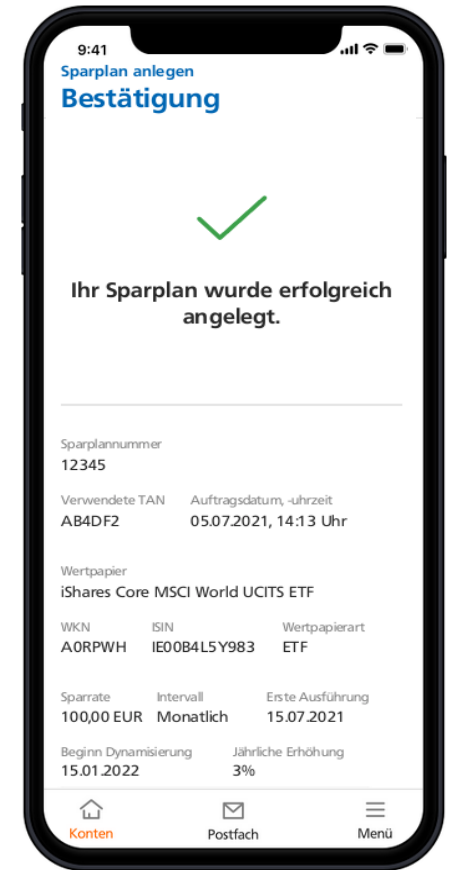 9:41
Sparplan anlegen
Bestätigung
Ihr Sparplan wurde erfolgreich
angelegt.
Sparplannummer
12345
Verwendete TAN Auftragsdatum, -uhrzeit
AB4DF2 05.07.2021, 14:13 Uhr
Wertpapier
iShares Core MSCI World UCITS ETF
WKN ISIN Wertpapierart
A0RPWH IE00B4L5Y983 ETF
Sparrate Intervall Erste Ausführung
100,00 EUR Monatlich 15.07.2021
Beginn Dynamisierung Jährliche Erhöhung
15.01.2022 3%
Konten Postfach Menü